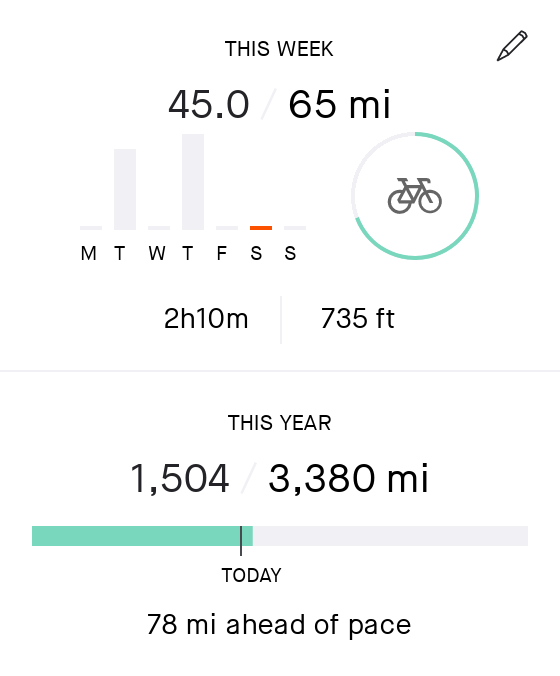 THIS WEEK
45.0 / 65 mi
M T W T F S S
2h10m 735 ft
THIS YEAR
1,504 / 3,380 mi
TODAY
78 mi ahead of pace